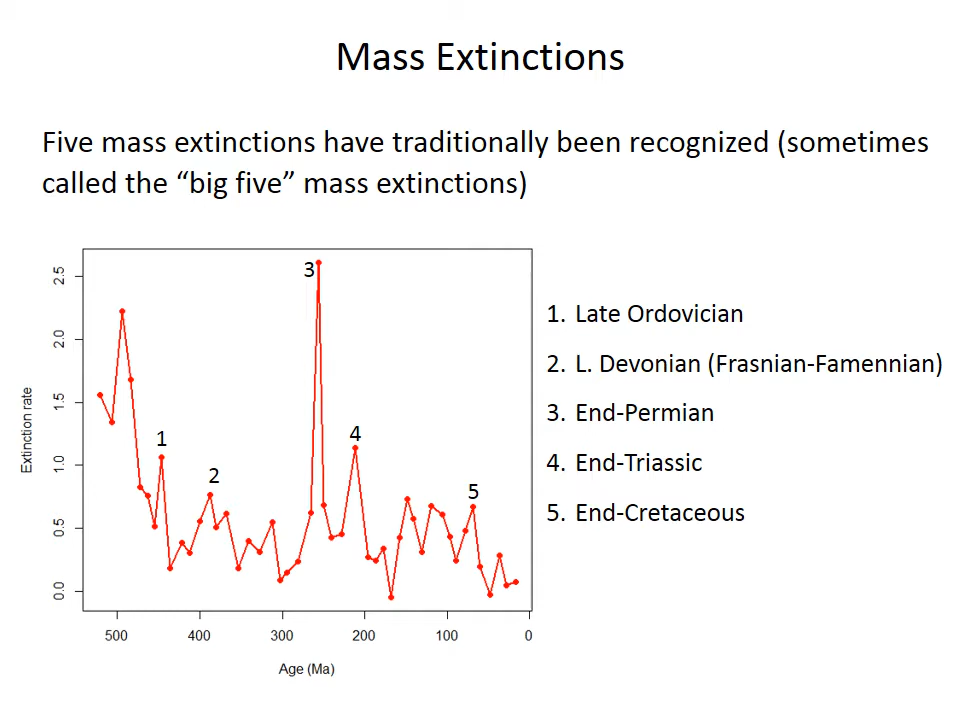 Mass Extinctions
Five mass extinctions have traditionally been recognized (sometimes
called the “big five” mass extinctions)
Extinction rate
2.5
2.0
1.5
1.0
0.5
0.0
1
2
3
4
5
500 400 300 200 100 0
Age (Ma)
1. Late Ordovician
2. L. Devonian (Frasnian-Famennian)
3. End-Permian
4. End-Triassic
5. End-Cretaceous